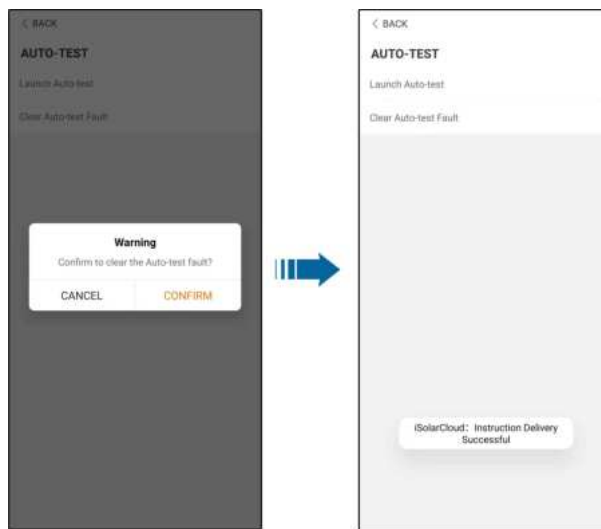 < BACK
AUTO-TEST
Launch Auto-test
Clear Auto-test Fault
Warning
Confirm to clear the Auto-test fault?
CANCEL
CONFIRM
< BACK
AUTO-TEST
Launch Auto-test
Clear Auto-test Fault
iSolarCloud: Instruction Delivery
Successful